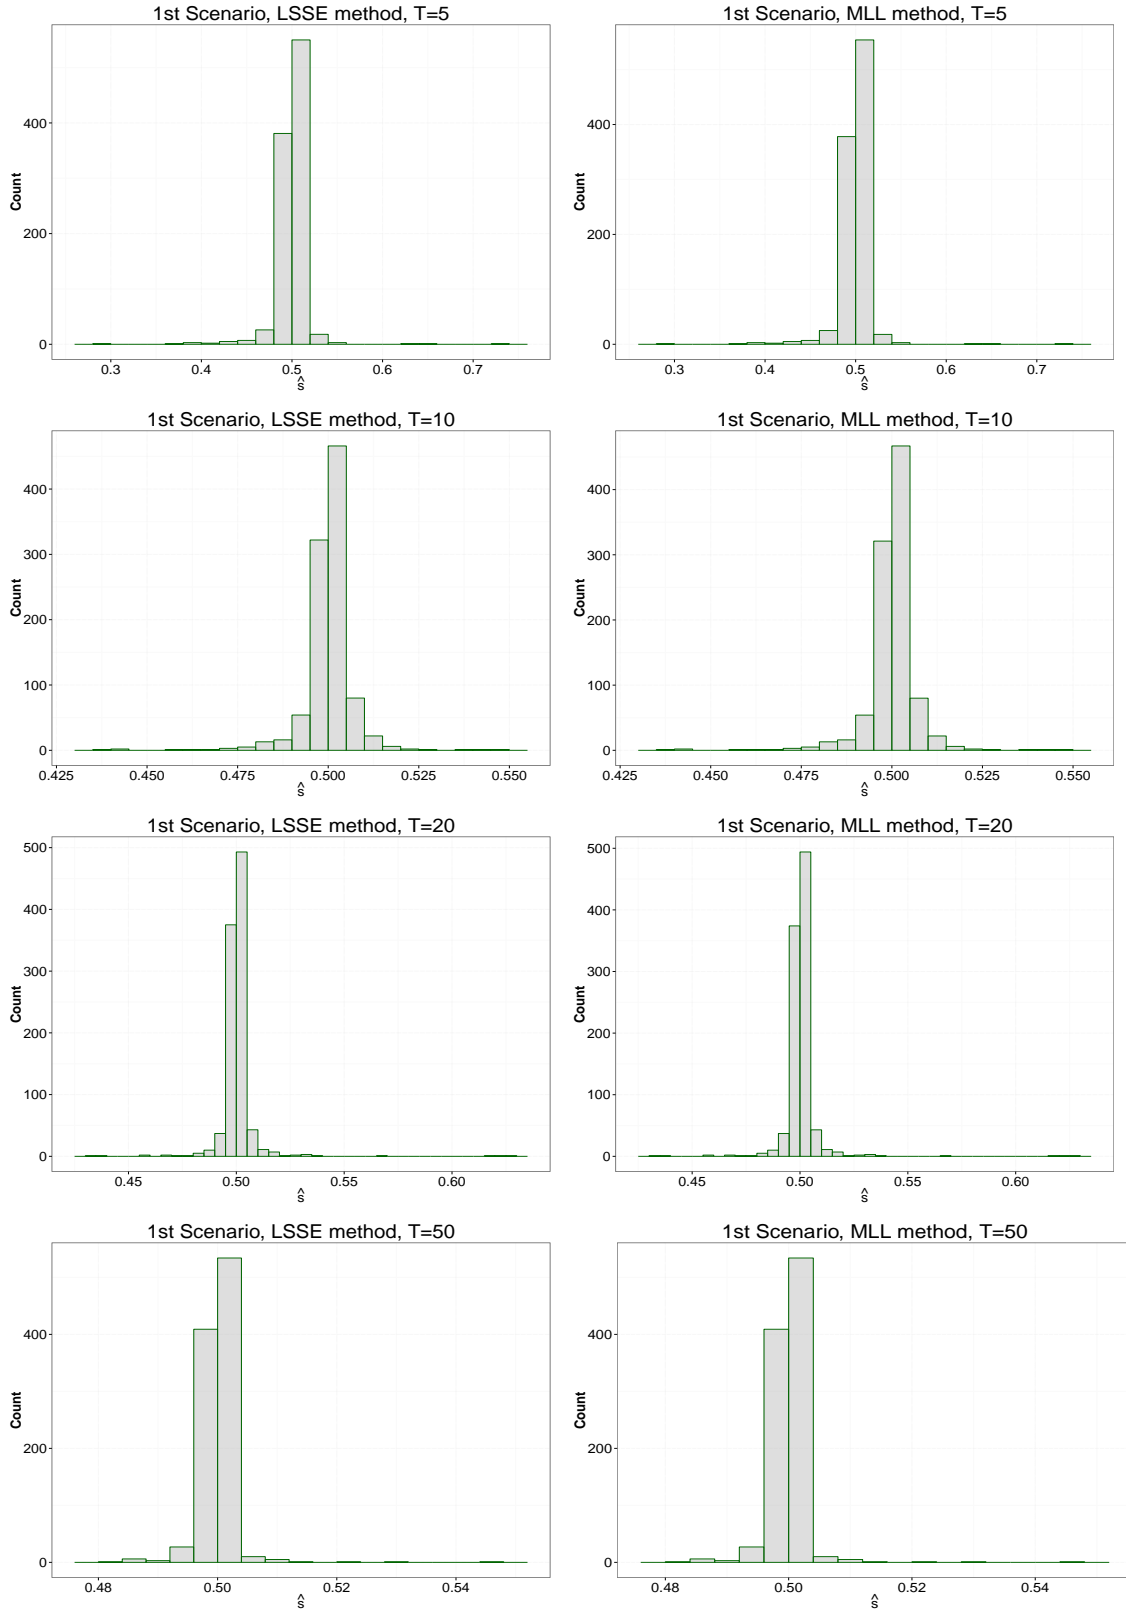 1st Scenario, LSSE method, T=5
Count
400
200
0
0.3 0.4 0.5 0.6 0.7
ŝ
1st Scenario, MLL method, T=5
Count
400
200
0
0.3 0.4 0.5 0.6 0.7
ŝ
1st Scenario, LSSE method, T=10
Count
400
300
200
100
0
0.425 0.450 0.475 0.500 0.525 0.550
ŝ
1st Scenario, MLL method, T=10
Count
400
300
200
100
0
0.425 0.450 0.475 0.500 0.525 0.550
ŝ
1st Scenario, LSSE method, T=20
Count
500
400
300
200
100
0
0.45 0.50 0.55 0.60
ŝ
1st Scenario, MLL method, T=20
Count
500
400
300
200
100
0
0.45 0.50 0.55 0.60
ŝ
1st Scenario, LSSE method, T=50
Count
400
200
0
0.48 0.50 0.52 0.54
ŝ
1st Scenario, MLL method, T=50
Count
400
200
0
0.48 0.50 0.52 0.54
ŝ